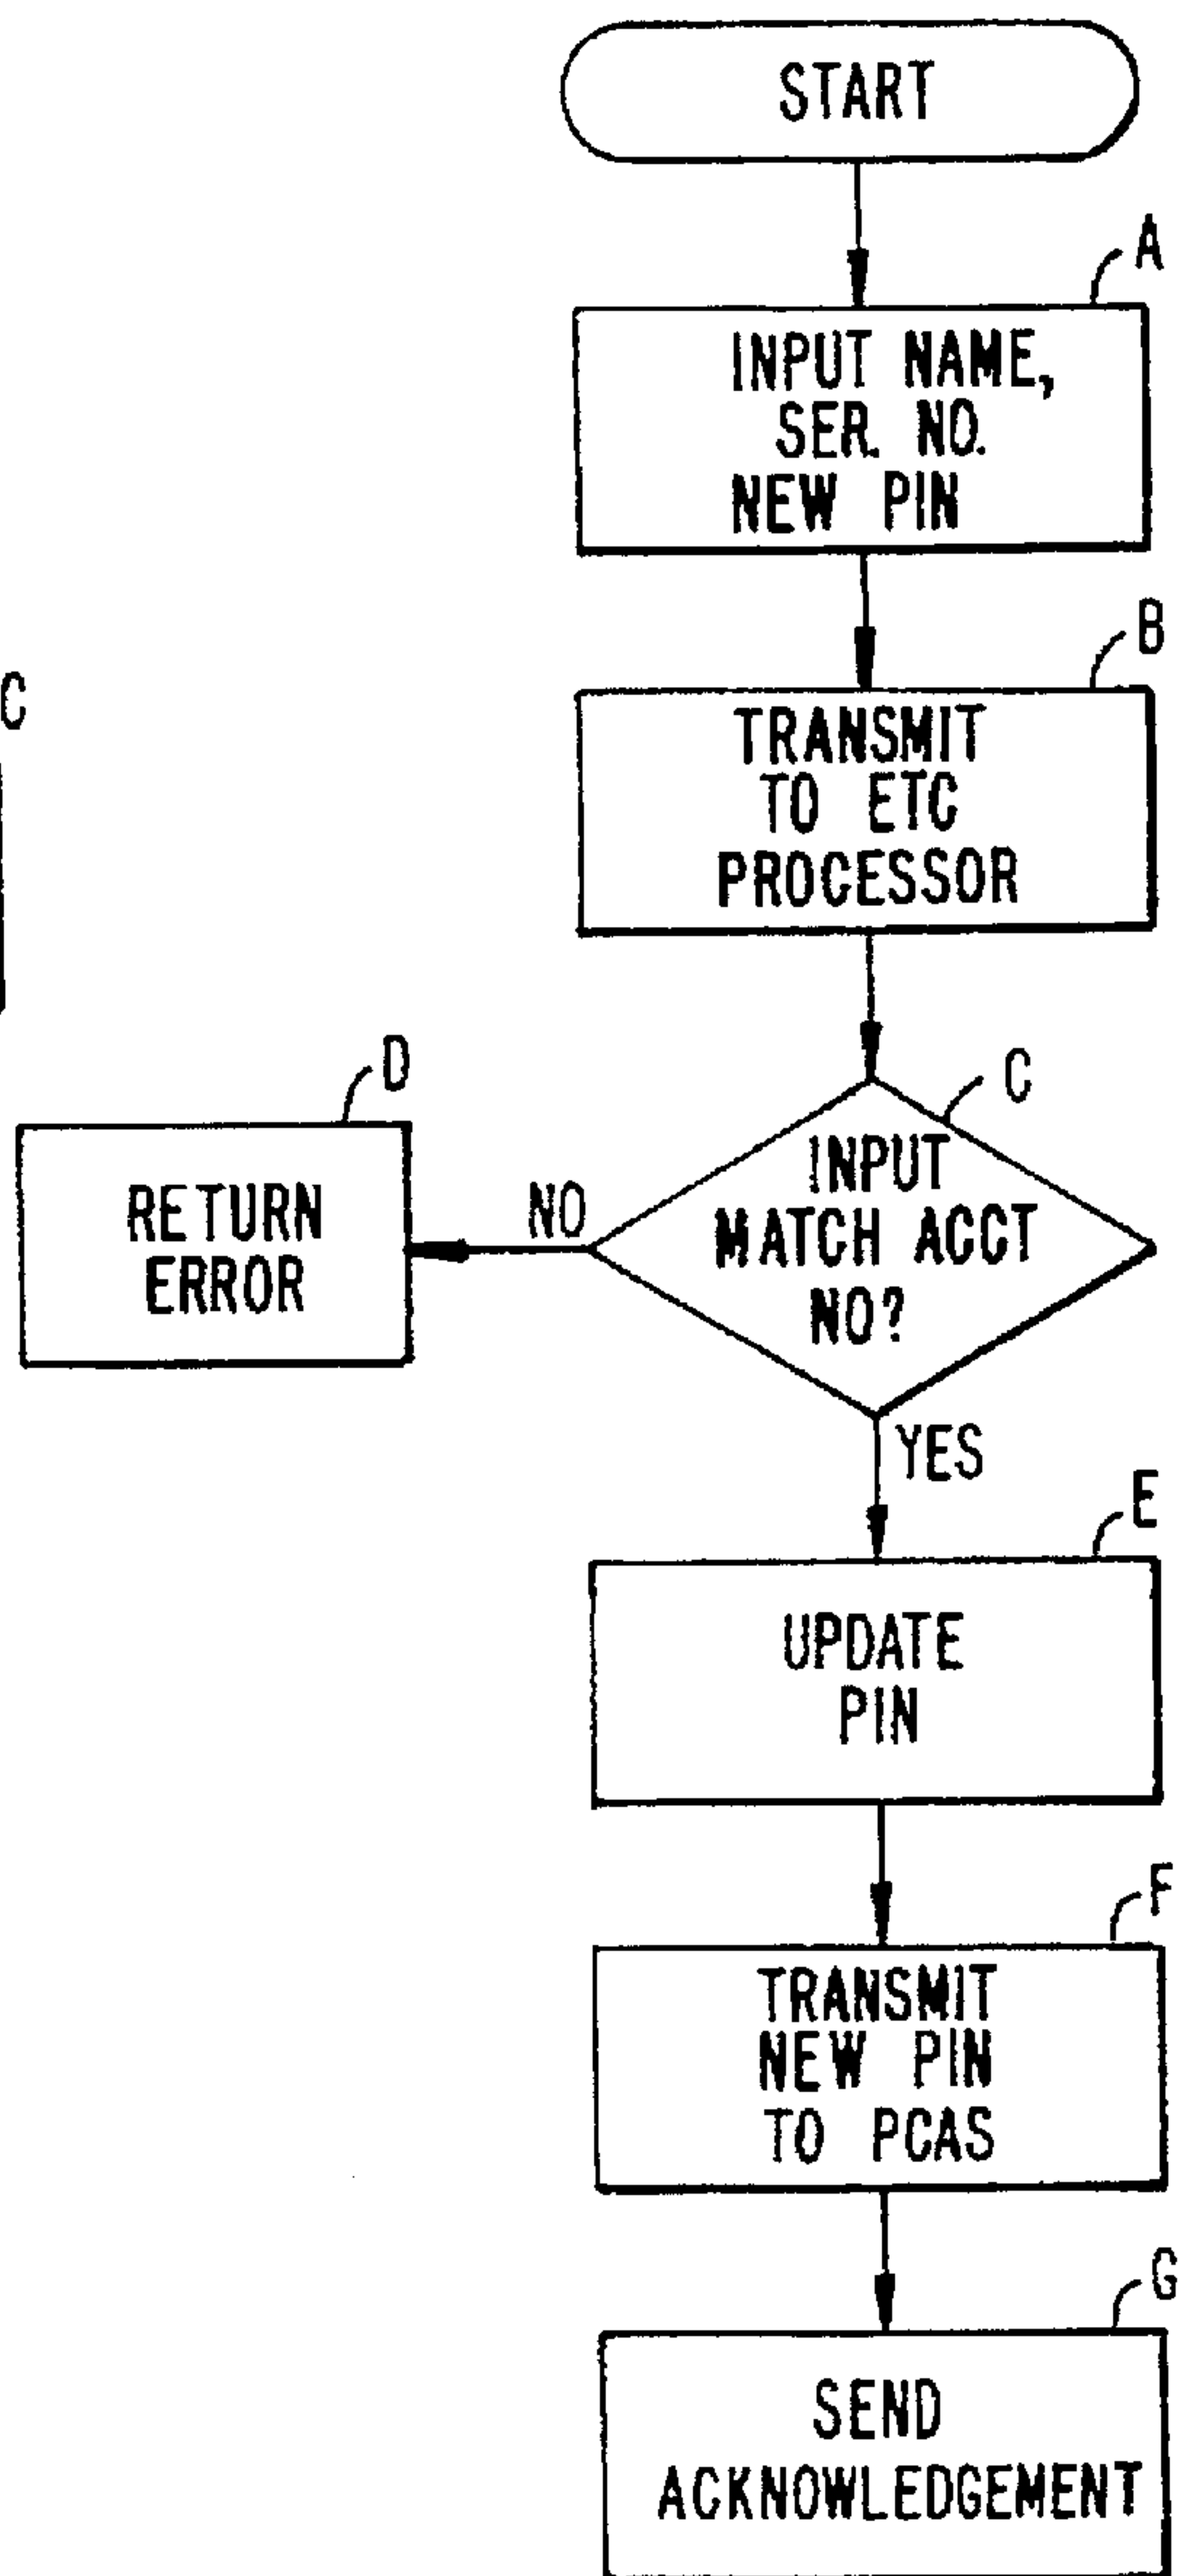 START
A
INPUT NAME,
SER. NO.
NEW PIN
B
TRANSMIT
TO ETC
PROCESSOR
C
C
INPUT
MATCH ACCT
NO?
NO
D
RETURN
ERROR
YES
E
UPDATE
PIN
F
TRANSMIT
NEW PIN
TO PCAS
G
SEND
ACKNOWLEDGEMENT